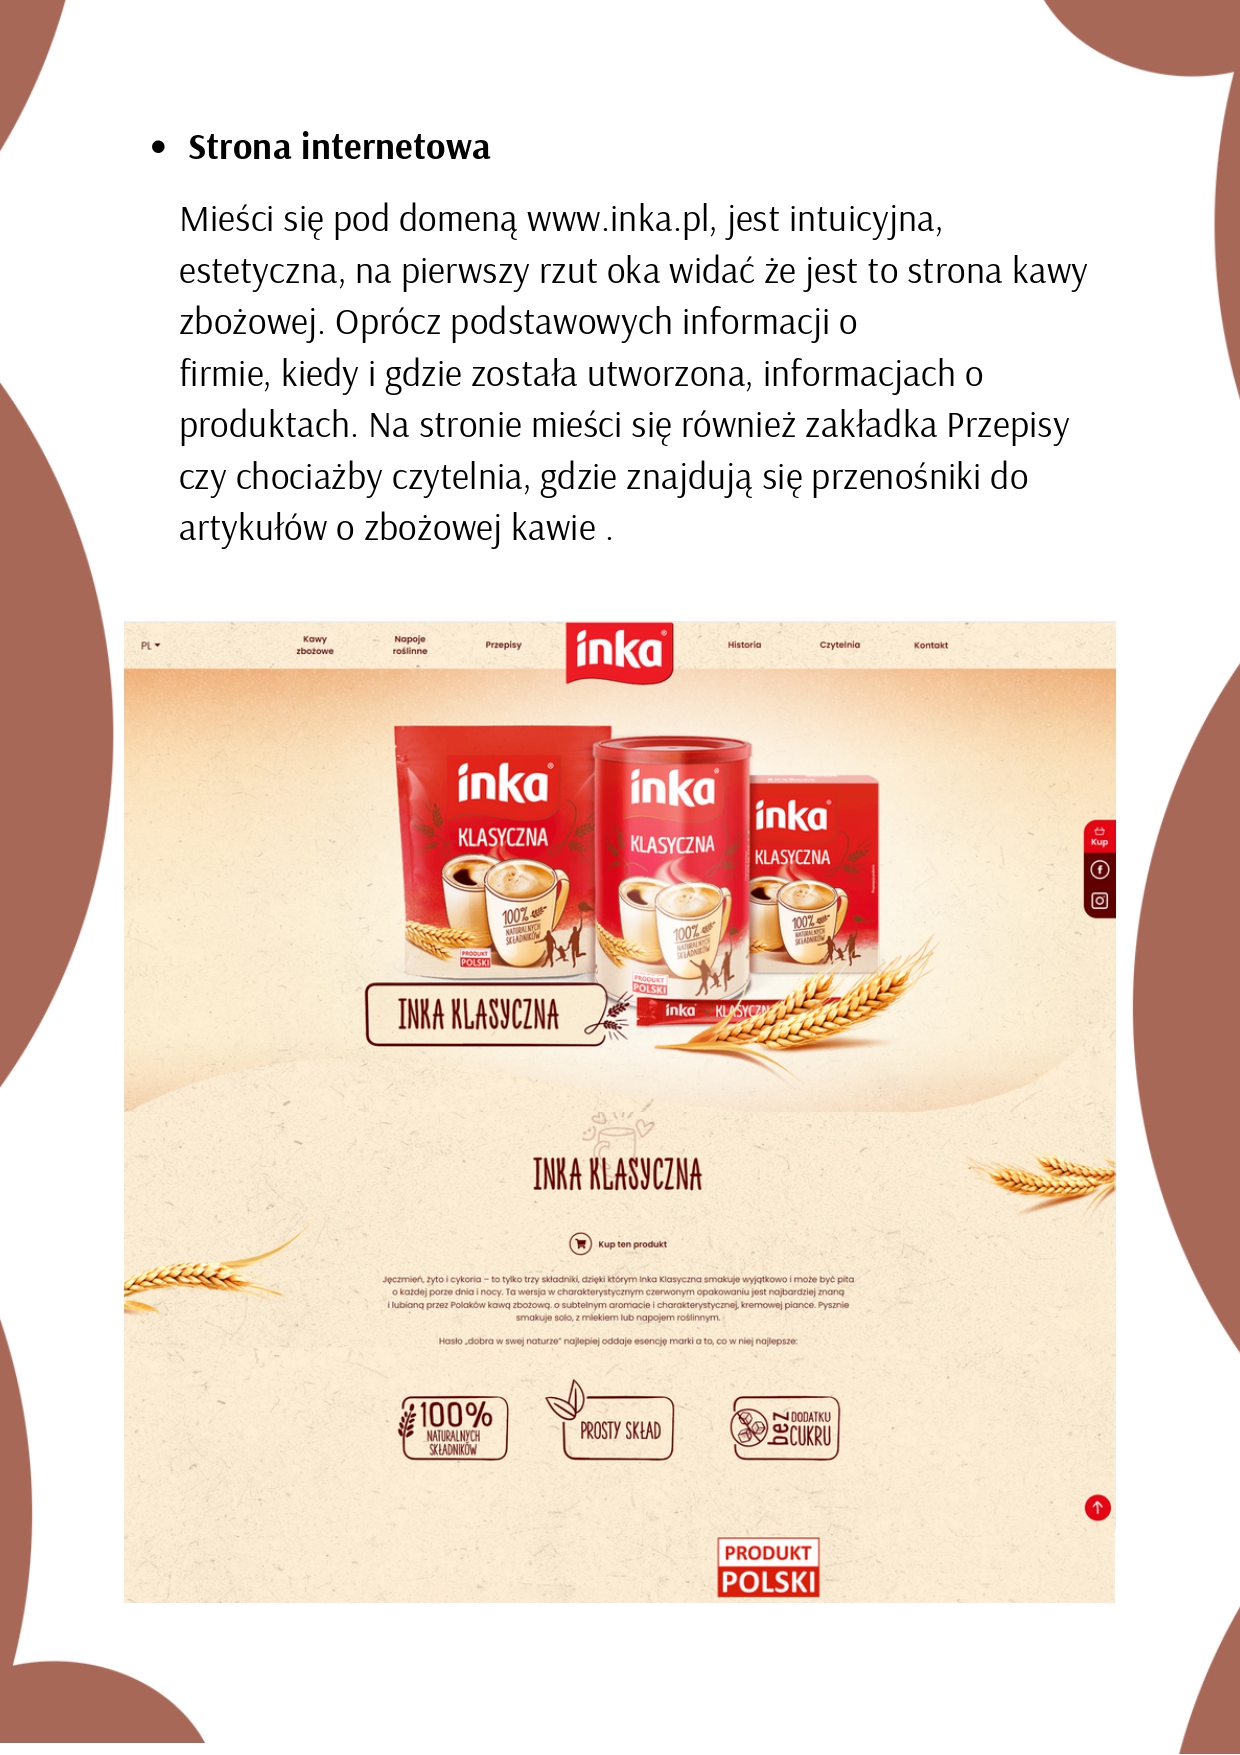 Strona internetowa
Mieści się pod domeną www.inka.pl, jest intuicyjna,
estetyczna, na pierwszy rzut oka widać że jest to strona kawy
zbożowej. Oprócz podstawowych informacji o
firmie, kiedy i gdzie została utworzona, informacjach o
produktach. Na stronie mieści się również zakładka Przepisy
czy chociażby czytelnia, gdzie znajdują się przenośniki do
artykułów o zbożowej kawie .
PL
Kawy
zbożowe
Napoje
roślinne
Przepisy
inka®
Historia
Czytelnia
Kontakt
inka®
KLASYCZNA
100%
NATURALNYCH
SKŁADNIKÓW
PRODUKT
POLSKI
inka®
KLASYCZNA
100%
NATURALNYCH
SKŁADNIKÓW
PRODUKT
POLSKI
inka®
KLASYCZNA
100%
NATURALNYCH
SKŁADNIKÓW
Kup
inka® KLASYCZN
INKA KLASYCZNA
INKA KLASYCZNA
Kup ten produkt
Jęczmień, żyto i cykoria – to tylko trzy składniki, dzięki którym Inka Klasyczna smakuje wyjątkowo i może być pita
o każdej porze dnia i nocy. Ta wersja w charakterystycznym czerwonym opakowaniu jest najbardziej znaną
i lubianą przez Polaków kawą zbożową. o subtelnym aromacie i charakterystycznej, kremowej piance. Pysznie
smakuje solo, z mlekiem lub napojem roślinnym.
Hasło „dobra w swej naturze” najlepiej oddaje esencję marki a to, co w niej najlepsze:
100%
NATURALNYCH
SKŁADNIKÓW
PROSTY SKŁAD
bez DODATKU
CUKRU
PRODUKT
POLSKI